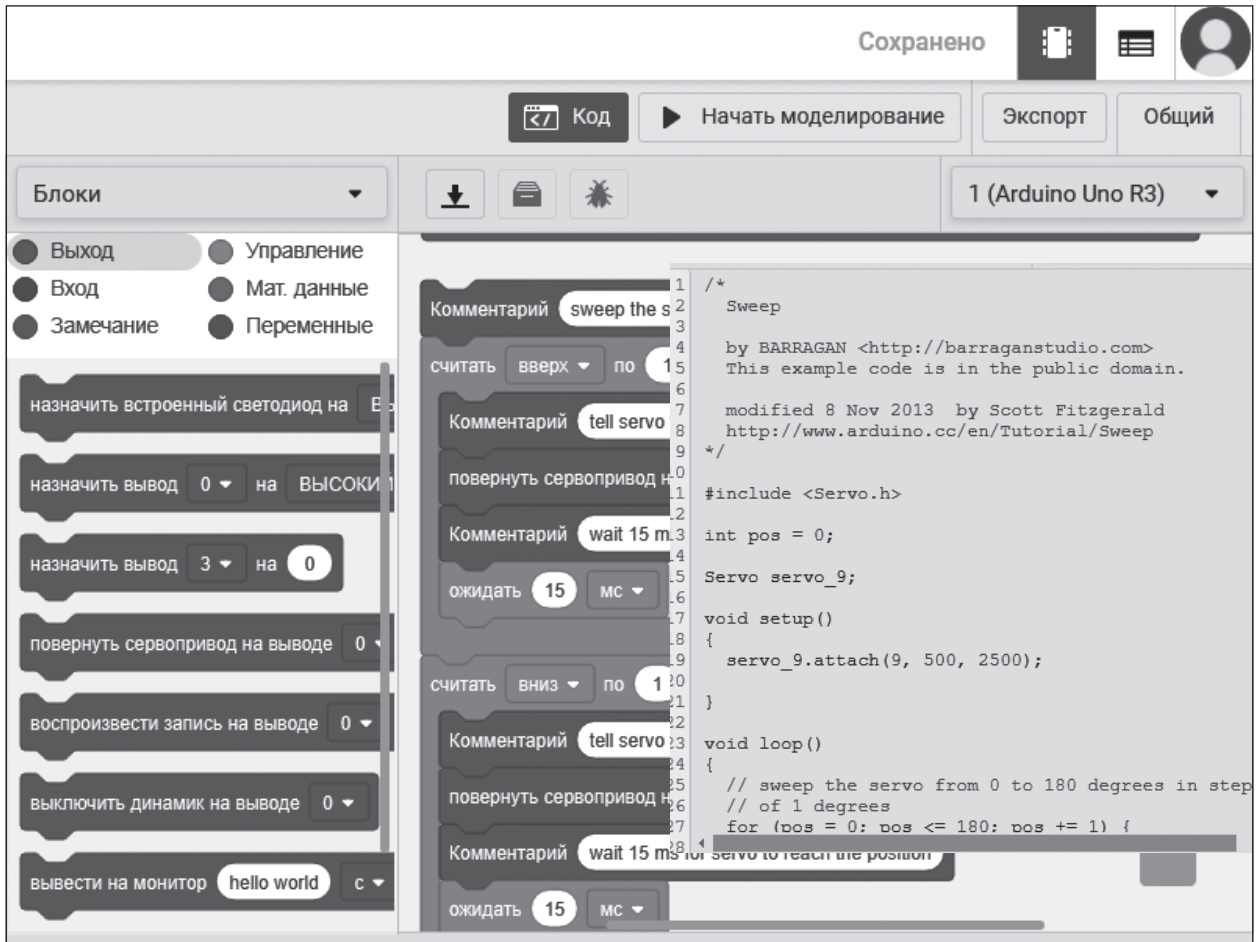 Сохранено
Код
Начать моделирование
Экспорт
Общий
Блоки
1 (Arduino Uno R3)
Выход
Управление
Вход
Мат. данные
Замечание
Переменные
назначить встроенный светодиод на
назначить вывод 0 на ВЫСОКИ
назначить вывод 3 на 0
повернуть сервопривод на выводе 0
воспроизвести запись на выводе 0
выключить динамик на выводе 0
вывести на монитор hello world с
Комментарий sweep the s
считать вверх по 1
Комментарий tell servo
повернуть сервопривод н
Комментарий wait 15 m
ожидать 15 мс
считать вниз по 1
Комментарий tell servo
повернуть сервопривод н
Комментарий wait 15 ms for servo to reach the position
ожидать 15 мс
1 /*
2 Sweep
3
4 by BARRAGAN <http://barraganstudio.com>
5 This example code is in the public domain.
6
7 modified 8 Nov 2013 by Scott Fitzgerald
8 http://www.arduino.cc/en/Tutorial/Sweep
9 */
10
11 #include <Servo.h>
12
13 int pos = 0;
14
15 Servo servo_9;
16
17 void setup()
18 {
19 servo_9.attach(9, 500, 2500);
20
21 }
22
23 void loop()
24 {
25 // sweep the servo from 0 to 180 degrees in step
26 // of 1 degrees
27 for (pos = 0; pos <= 180; pos += 1) {
28